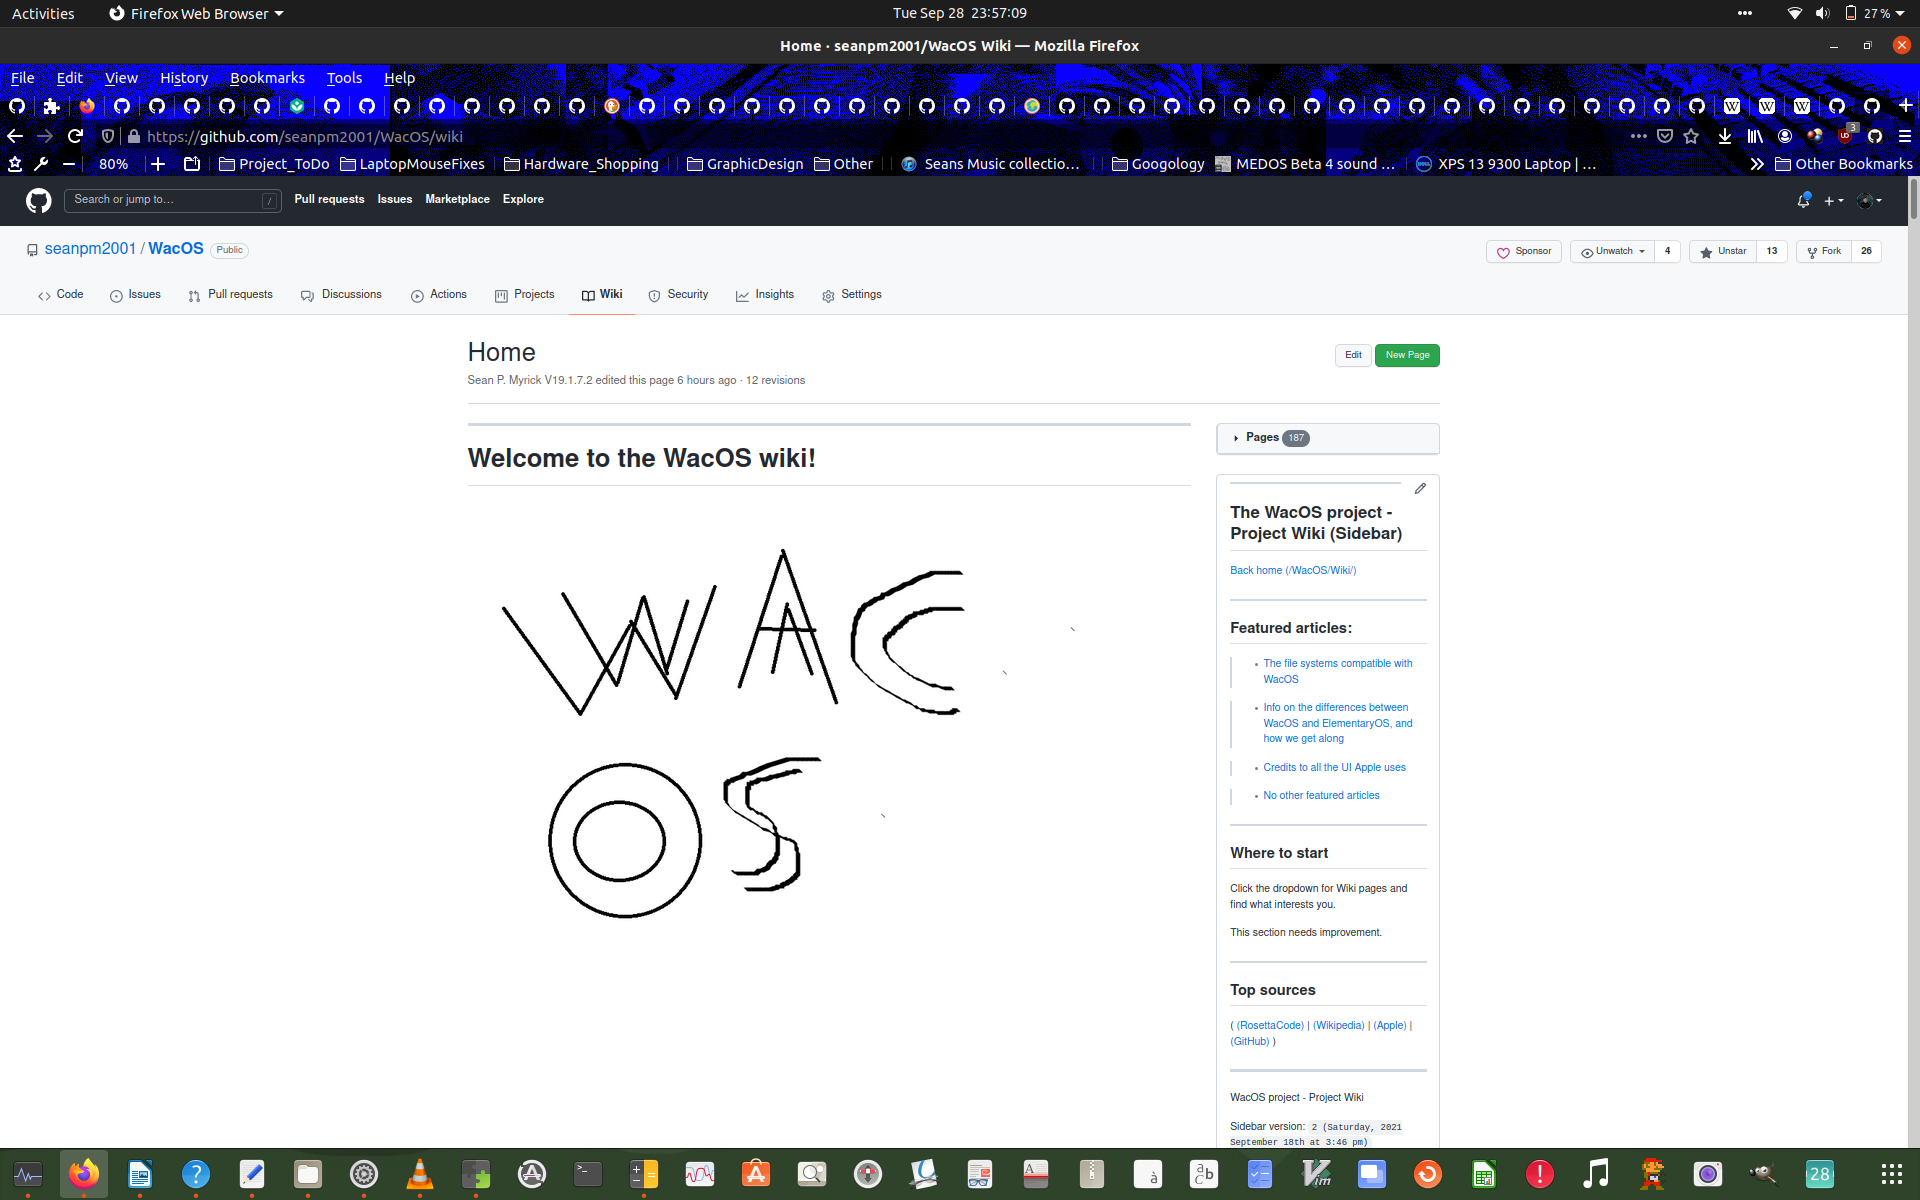 Activities Firefox Web Browser Tue Sep 28 23:57:09 27 %
Home · seanpm2001/WacOS Wiki — Mozilla Firefox
File Edit View History Bookmarks Tools Help
https://github.com/seanpm2001/WacOS/wiki 3
80% Project_ToDo LaptopMouseFixes Hardware_Shopping GraphicDesign Other Seans Music collectio… Googology MEDOS Beta 4 sound … XPS 13 9300 Laptop | … Other Bookmarks
Search or jump to… / Pull requests Issues Marketplace Explore
seanpm2001 / WacOS Public Sponsor Unwatch 4 Unstar 13 Fork 26
Code Issues Pull requests Discussions Actions Projects Wiki Security Insights Settings
Home
Edit New Page
Sean P. Myrick V19.1.7.2 edited this page 6 hours ago · 12 revisions
Welcome to the WacOS wiki!
WAC
OS
Pages 187
The WacOS project -
Project Wiki (Sidebar)
Back home (/WacOS/Wiki/)
Featured articles:
• The file systems compatible with
WacOS
• Info on the differences between
WacOS and ElementaryOS, and
how we get along
• Credits to all the UI Apple uses
• No other featured articles
Where to start
Click the dropdown for Wiki pages and
find what interests you.
This section needs improvement.
Top sources
( (RosettaCode) | (Wikipedia) | (Apple) |
(GitHub) )
WacOS project - Project Wiki
Sidebar version: 2 (Saturday, 2021
September 18th at 3:46 pm)
28